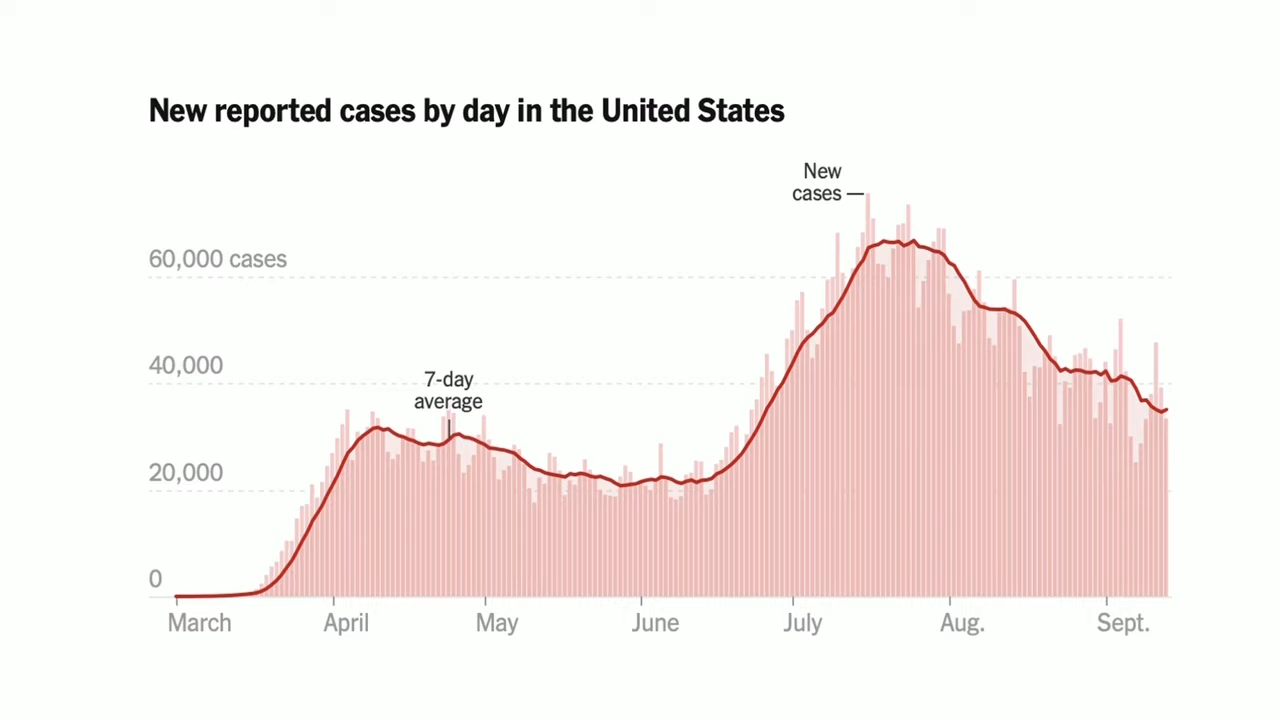 New reported cases by day in the United States
New
cases
60,000 cases
40,000
7-day
average
20,000
0
March
April
May
June
July
Aug.
Sept.